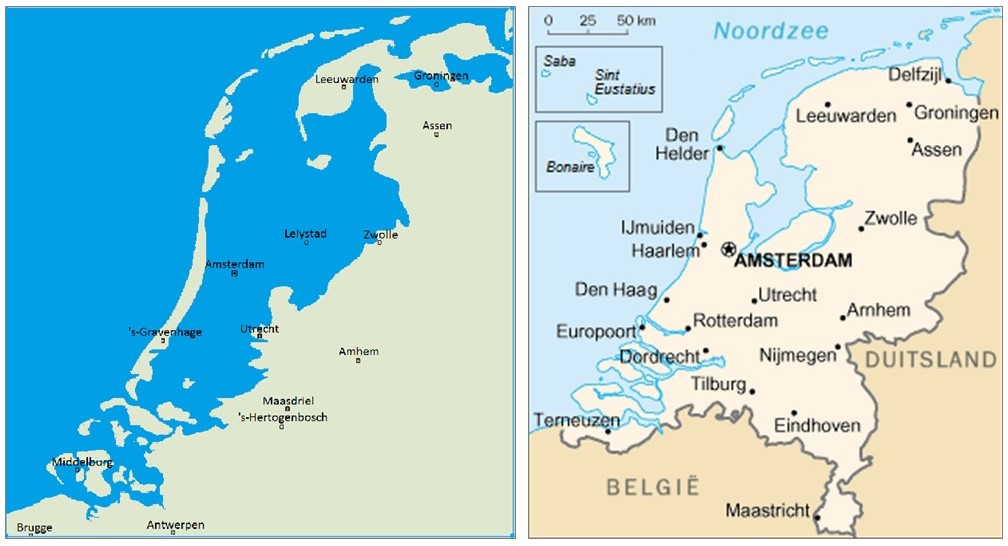 Leeuwarden
Groningen
Assen
Lelystad
Zwolle
Amsterdam
's-Gravenhage
Utrecht
Arnhem
Maasdriel
's-Hertogenbosch
Middelburg
Brugge
Antwerpen
0 25 50 km
Noordzee
Saba
Sint
Eustatius
Bonaire
Delfzijl
Leeuwarden
Groningen
Den
Helder
Assen
Zwolle
IJmuiden
Haarlem
AMSTERDAM
Den Haag
Utrecht
Arnhem
Europoort
Rotterdam
Dordrecht
Nijmegen
DUITSLAND
Tilburg
Terneuzen
Eindhoven
BELGIË
Maastricht